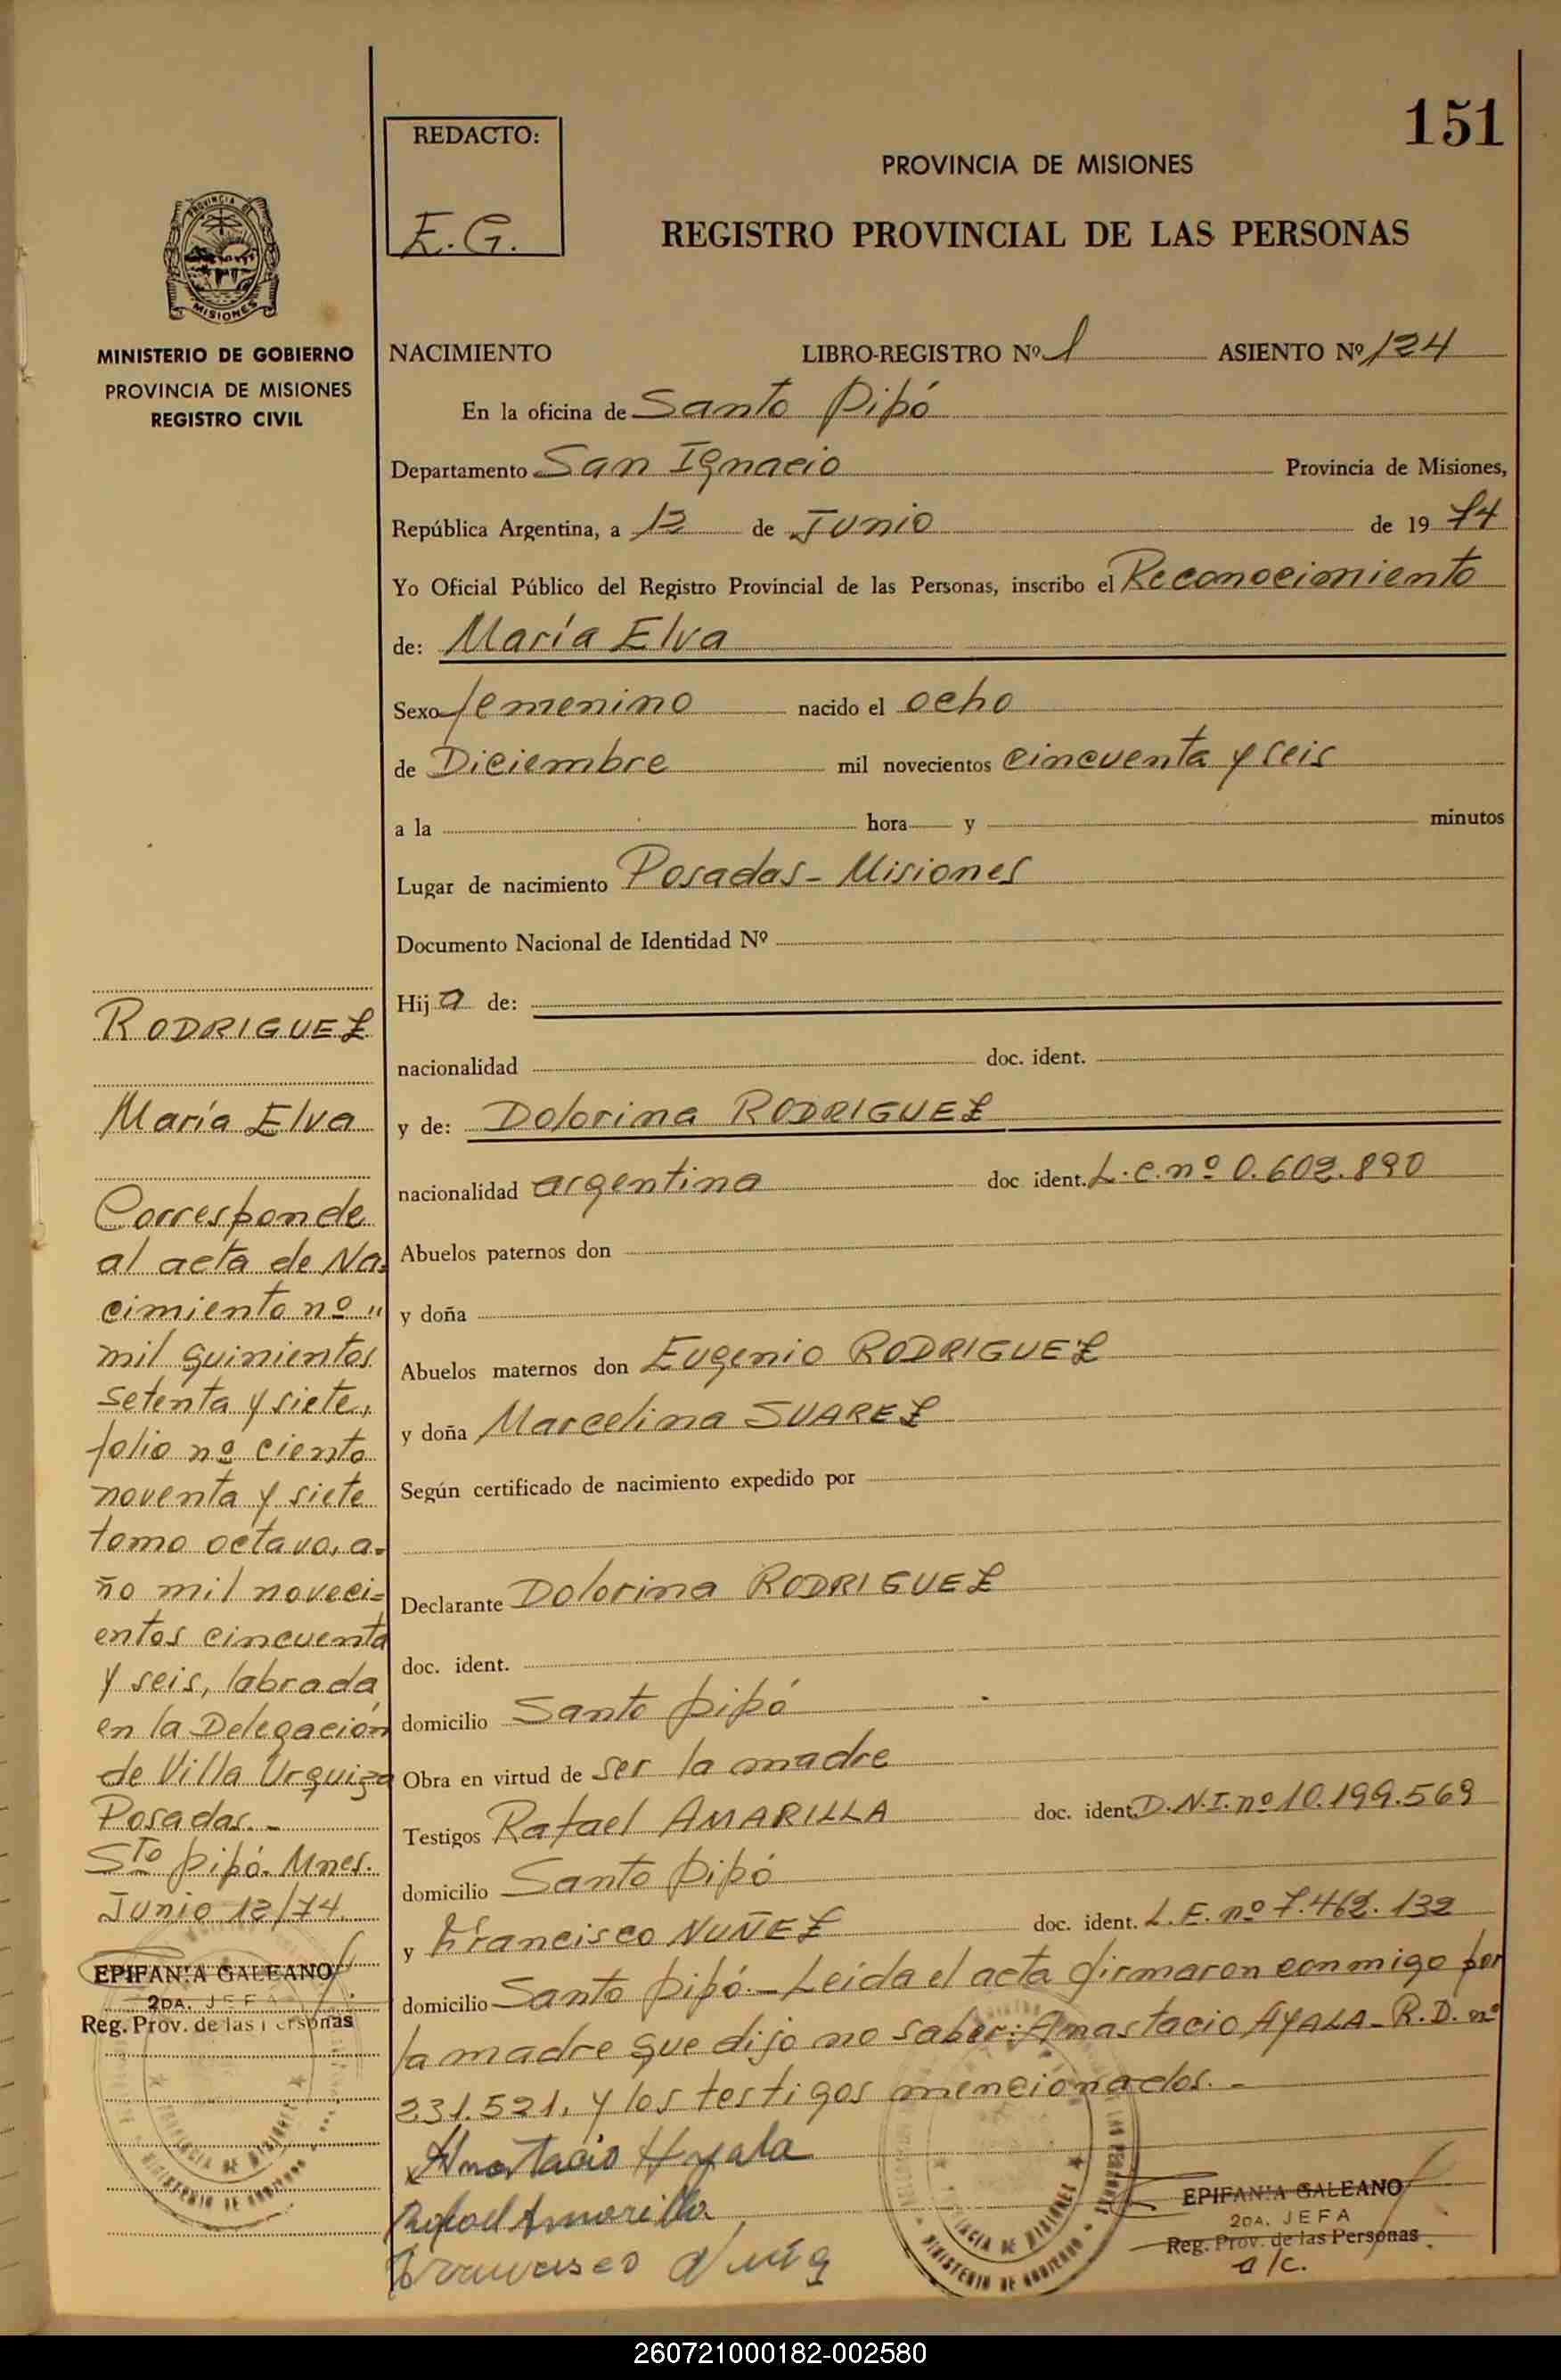 151
REDACTO:
E. G.
PROVINCIA DE MISIONES
REGISTRO PROVINCIAL DE LAS PERSONAS
PROVINCIA DE
MISIONES
MINISTERIO DE GOBIERNO
PROVINCIA DE MISIONES
REGISTRO CIVIL
NACIMIENTO LIBRO-REGISTRO Nº 1 ASIENTO Nº 124
En la oficina de Santo Pipó
Departamento San Ignacio Provincia de Misiones,
República Argentina, a 12 de Junio de 19 74
Yo Oficial Público del Registro Provincial de las Personas, inscribo el Reconocimiento
de: María Elva
Sexo femenino nacido el ocho
de Diciembre mil novecientos cincuenta y seis
a la hora y minutos
Lugar de nacimiento Posadas - Misiones
Documento Nacional de Identidad Nº
Hij a de:
nacionalidad doc. ident.
y de: Dolorina RODRIGUEZ
nacionalidad argentina doc ident. L.C. nº 0.602.890
Abuelos paternos don
y doña
Abuelos maternos don Eugenio RODRIGUEZ
y doña Marcelina SUAREZ
Según certificado de nacimiento expedido por
Declarante Dolorina RODRIGUEZ
doc. ident.
domicilio Santo pipó
Obra en virtud de ser la madre
Testigos Rafael AMARILLA doc. ident. D.N.I. nº 10.199.569
domicilio Santo pipó
y Francisco NUÑEZ doc. ident. L.E. nº 7.462.132
domicilio Santo pipó.- Leída el acta firmaron conmigo por
la madre que dijo no saber: Anastacio AYALA - R.D. nº
231.521, y los testigos mencionados.-
Anastacio Ayala
Rafael Amarilla
Francisco
EPIFANIA GALEANO
2DA. JEFA
Reg. Prov. de las Personas
a/c.
RODRIGUEZ
María Elva
Corresponde
al acta de Na-
cimiento nº "
mil quinientos
setenta y siete,
folio nº ciento
noventa y siete
tomo octavo, a-
ño mil noveci=
entos cincuenta
y seis, labrada
en la Delegación
de Villa Urquiza
Posadas.-
Sto pipó. Mnes.
Junio 12/74.
EPIFANIA GALEANO
2DA. JEFA
Reg. Prov. de las Personas
260721000182-002580